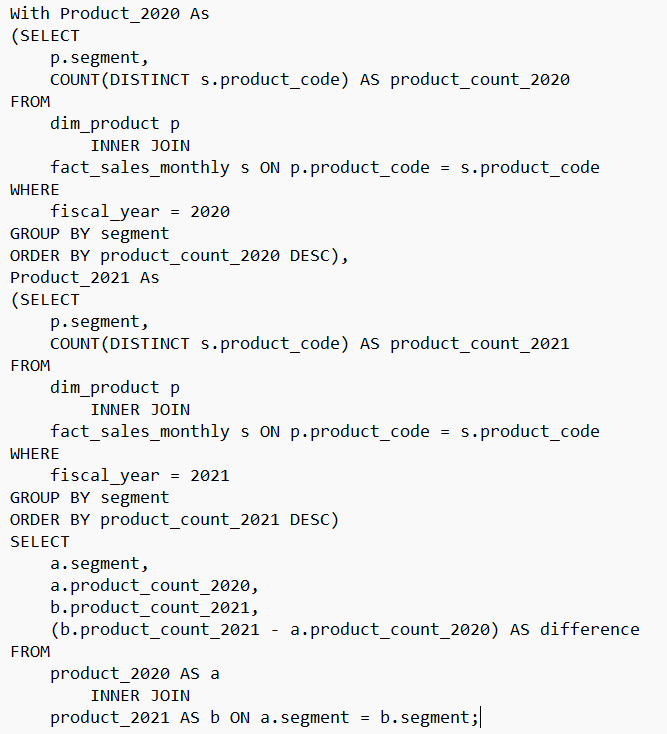 With Product_2020 As
(SELECT
    p.segment,
    COUNT(DISTINCT s.product_code) AS product_count_2020
FROM
    dim_product p
        INNER JOIN
    fact_sales_monthly s ON p.product_code = s.product_code
WHERE
    fiscal_year = 2020
GROUP BY segment
ORDER BY product_count_2020 DESC),
Product_2021 As
(SELECT
    p.segment,
    COUNT(DISTINCT s.product_code) AS product_count_2021
FROM
    dim_product p
        INNER JOIN
    fact_sales_monthly s ON p.product_code = s.product_code
WHERE
    fiscal_year = 2021
GROUP BY segment
ORDER BY product_count_2021 DESC)
SELECT
    a.segment,
    a.product_count_2020,
    b.product_count_2021,
    (b.product_count_2021 - a.product_count_2020) AS difference
FROM
    product_2020 AS a
        INNER JOIN
    product_2021 AS b ON a.segment = b.segment;